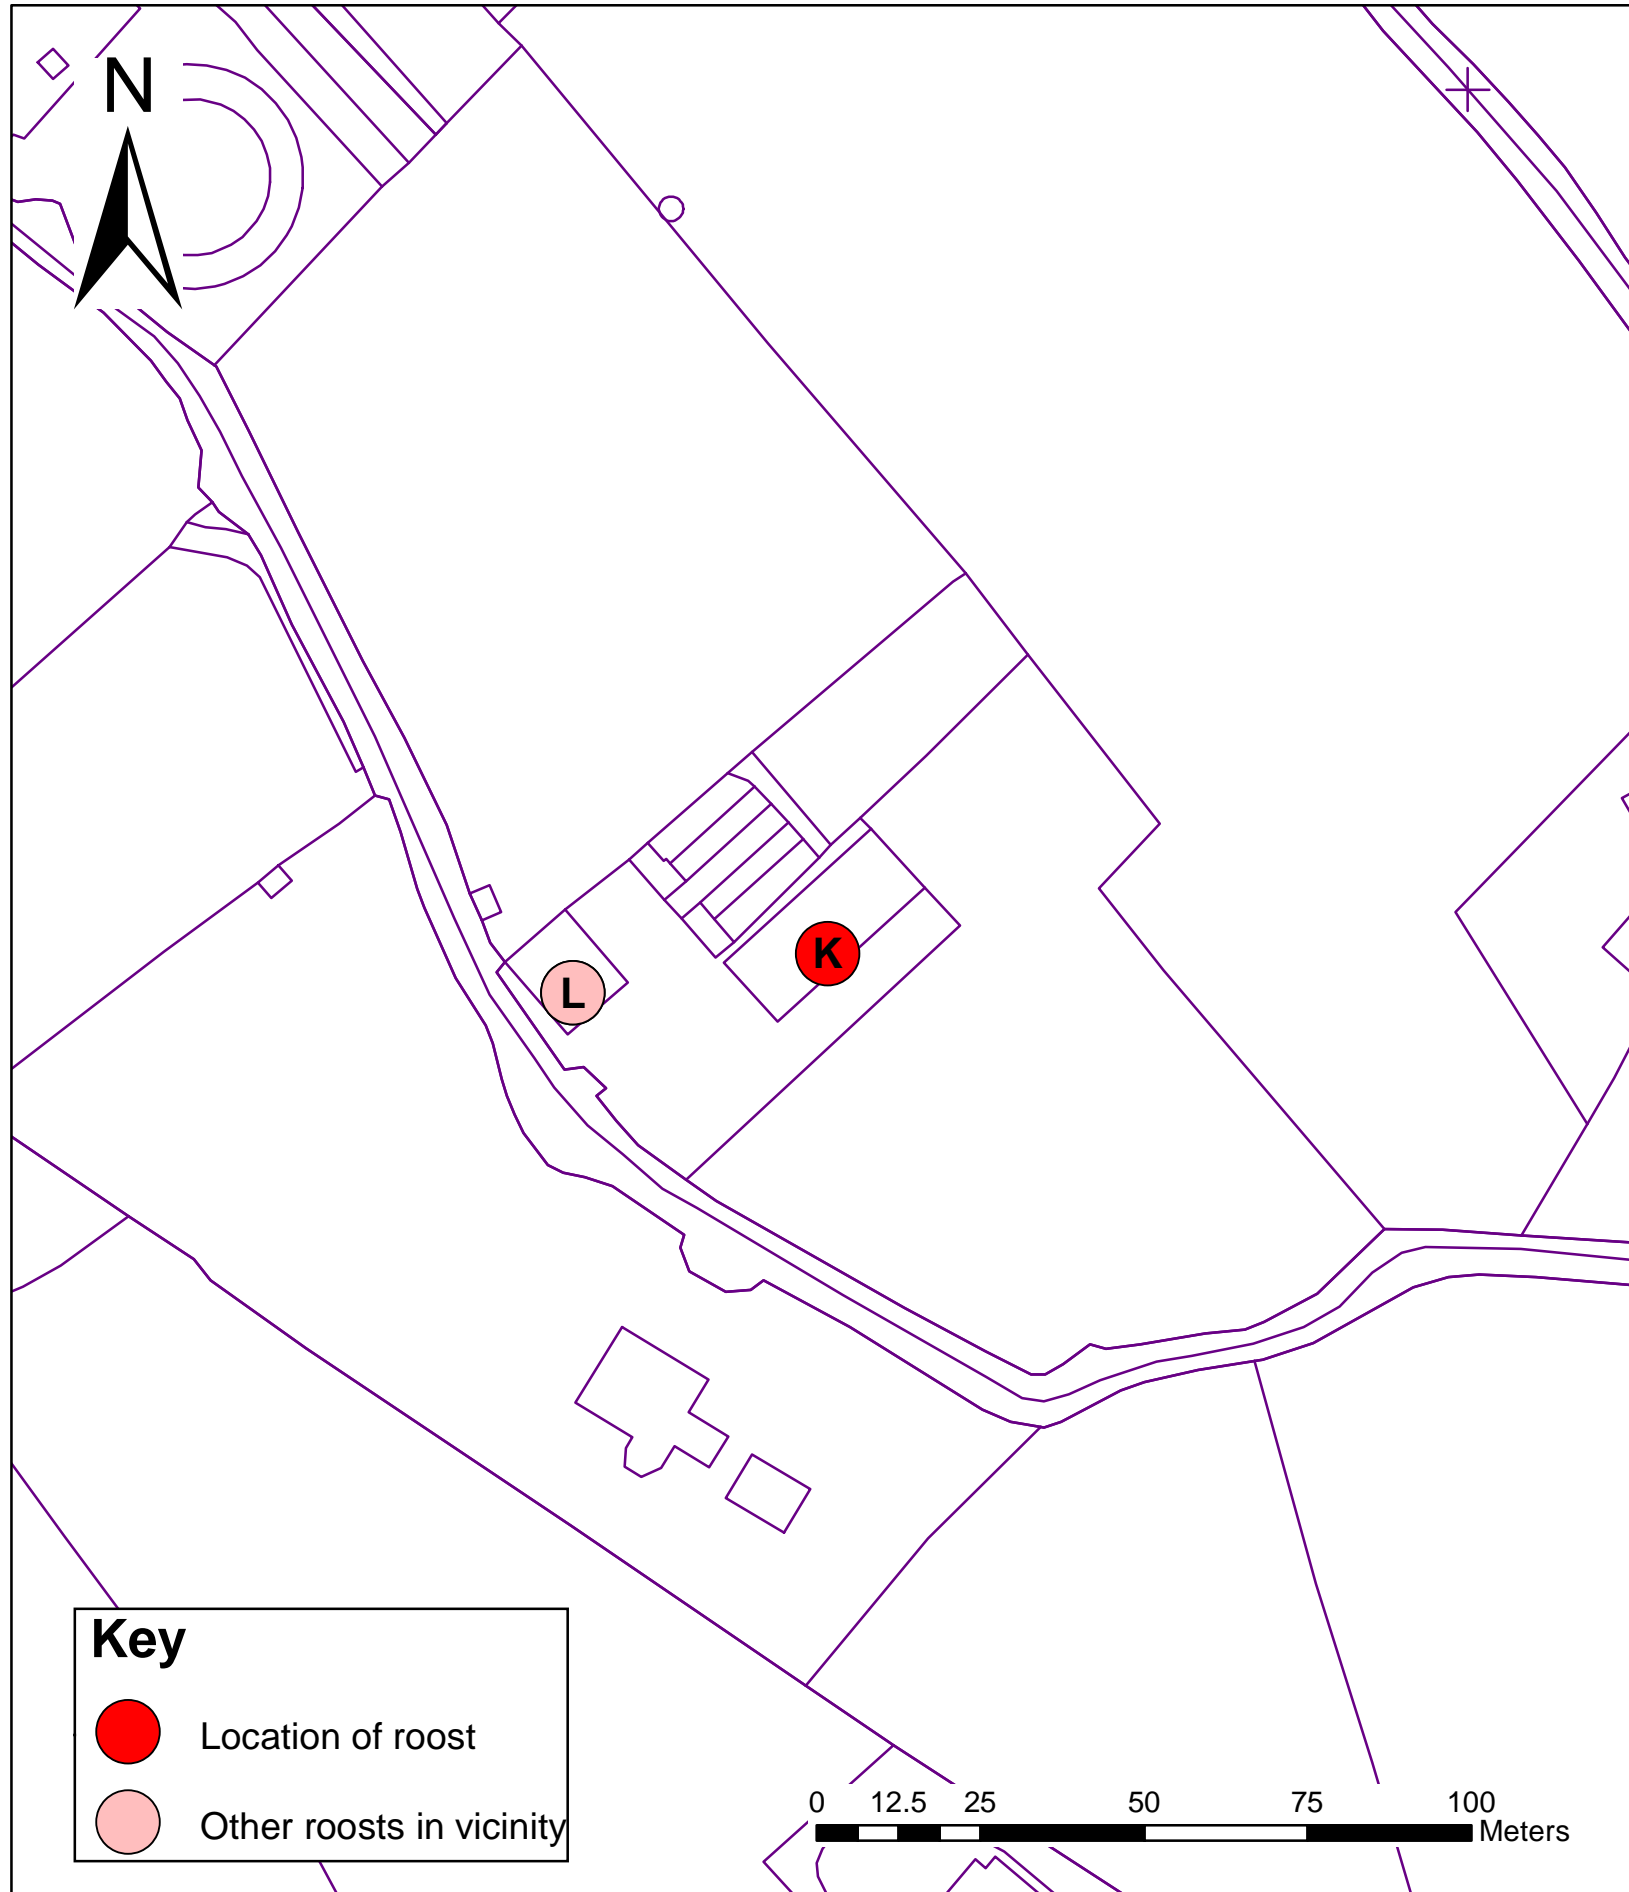 N
K
L
Key
Location of roost
Other roosts in vicinity
0 12.5 25 50 75 100
Meters